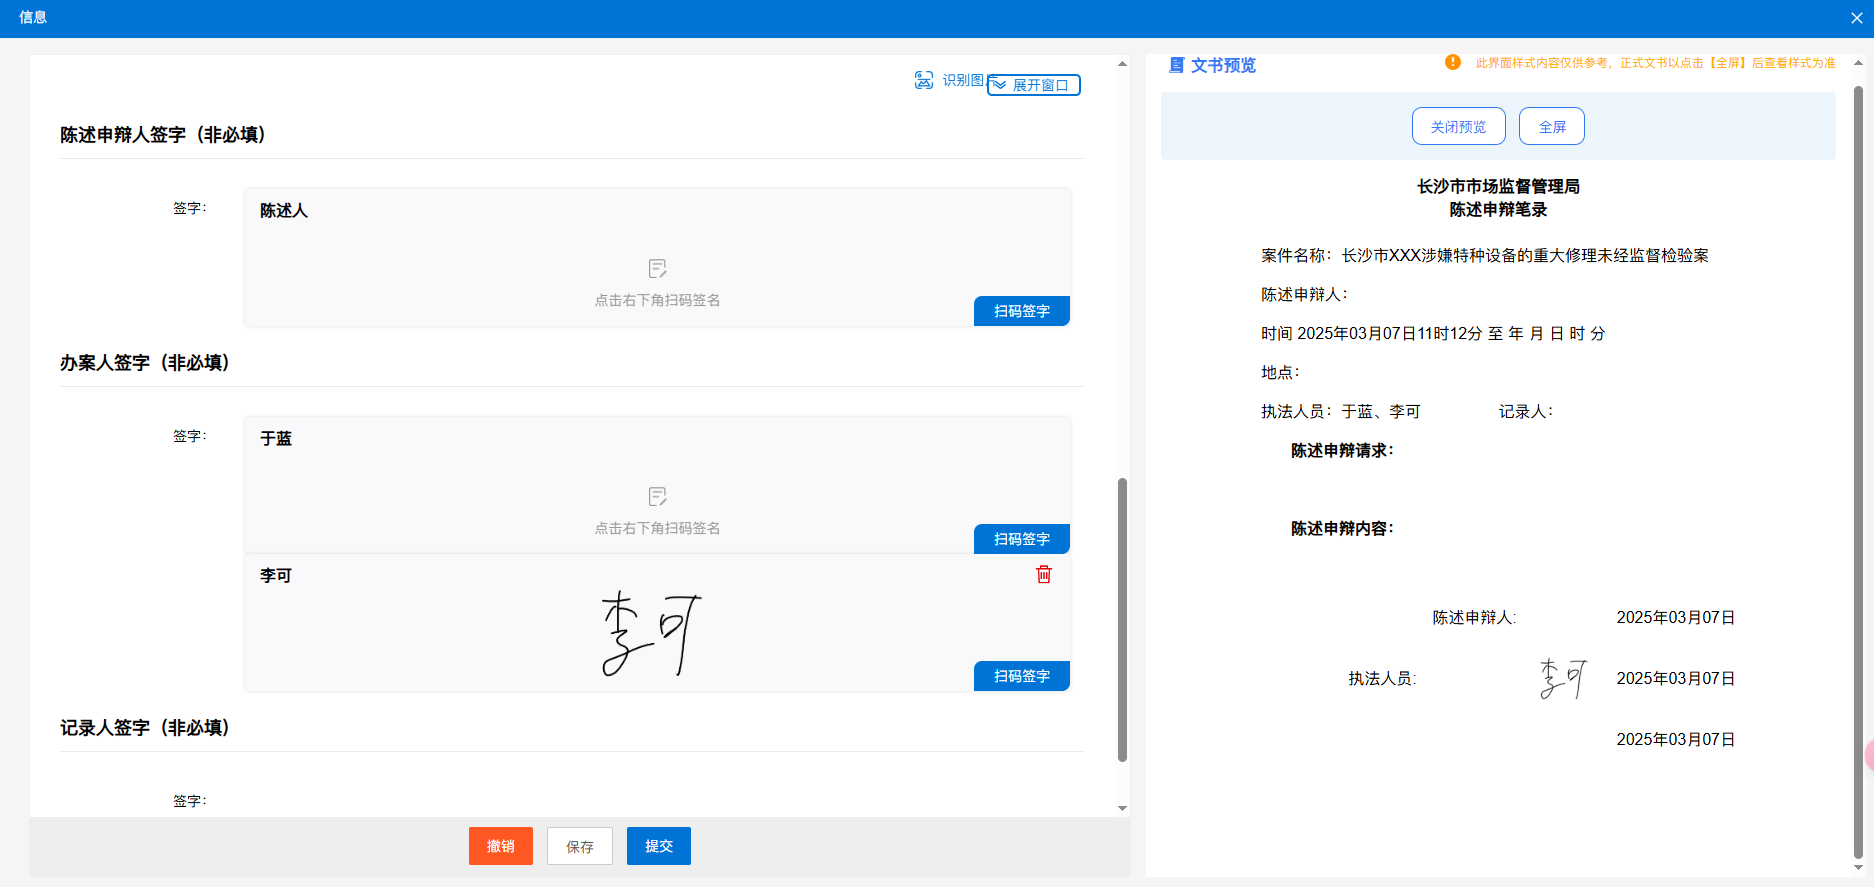 信息
识别图
展开窗口
陈述申辩人签字（非必填）
签字：
陈述人
点击右下角扫码签名
扫码签字
办案人签字（非必填）
签字：
于蓝
点击右下角扫码签名
扫码签字
李可
李可
扫码签字
记录人签字（非必填）
签字：
撤销
保存
提交
文书预览
此界面样式内容仅供参考，正式文书以点击【全屏】后查看样式为准
关闭预览
全屏
长沙市市场监督管理局
陈述申辩笔录
案件名称：长沙市XXX涉嫌特种设备的重大修理未经监督检验案
陈述申辩人：
时间 2025年03月07日11时12分 至 年 月 日 时 分
地点：
执法人员：于蓝、李可 记录人：
陈述申辩请求：
陈述申辩内容：
陈述申辩人: 2025年03月07日
执法人员: 李可 2025年03月07日
2025年03月07日